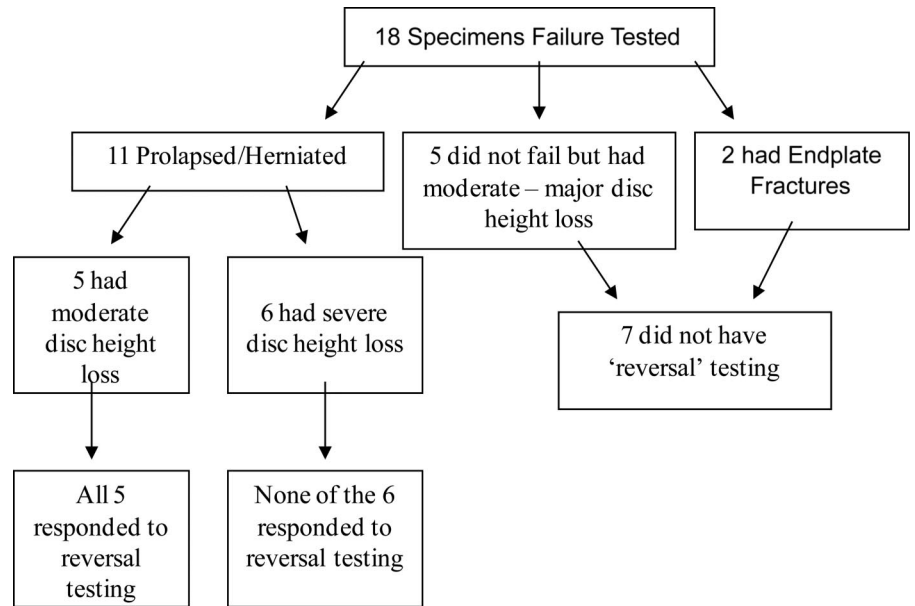 18 Specimens Failure Tested
11 Prolapsed/Herniated
5 did not fail but had
moderate – major disc
height loss
2 had Endplate
Fractures
5 had
moderate
disc height
loss
6 had severe
disc height loss
7 did not have
‘reversal’ testing
All 5
responded to
reversal
testing
None of the 6
responded to
reversal testing